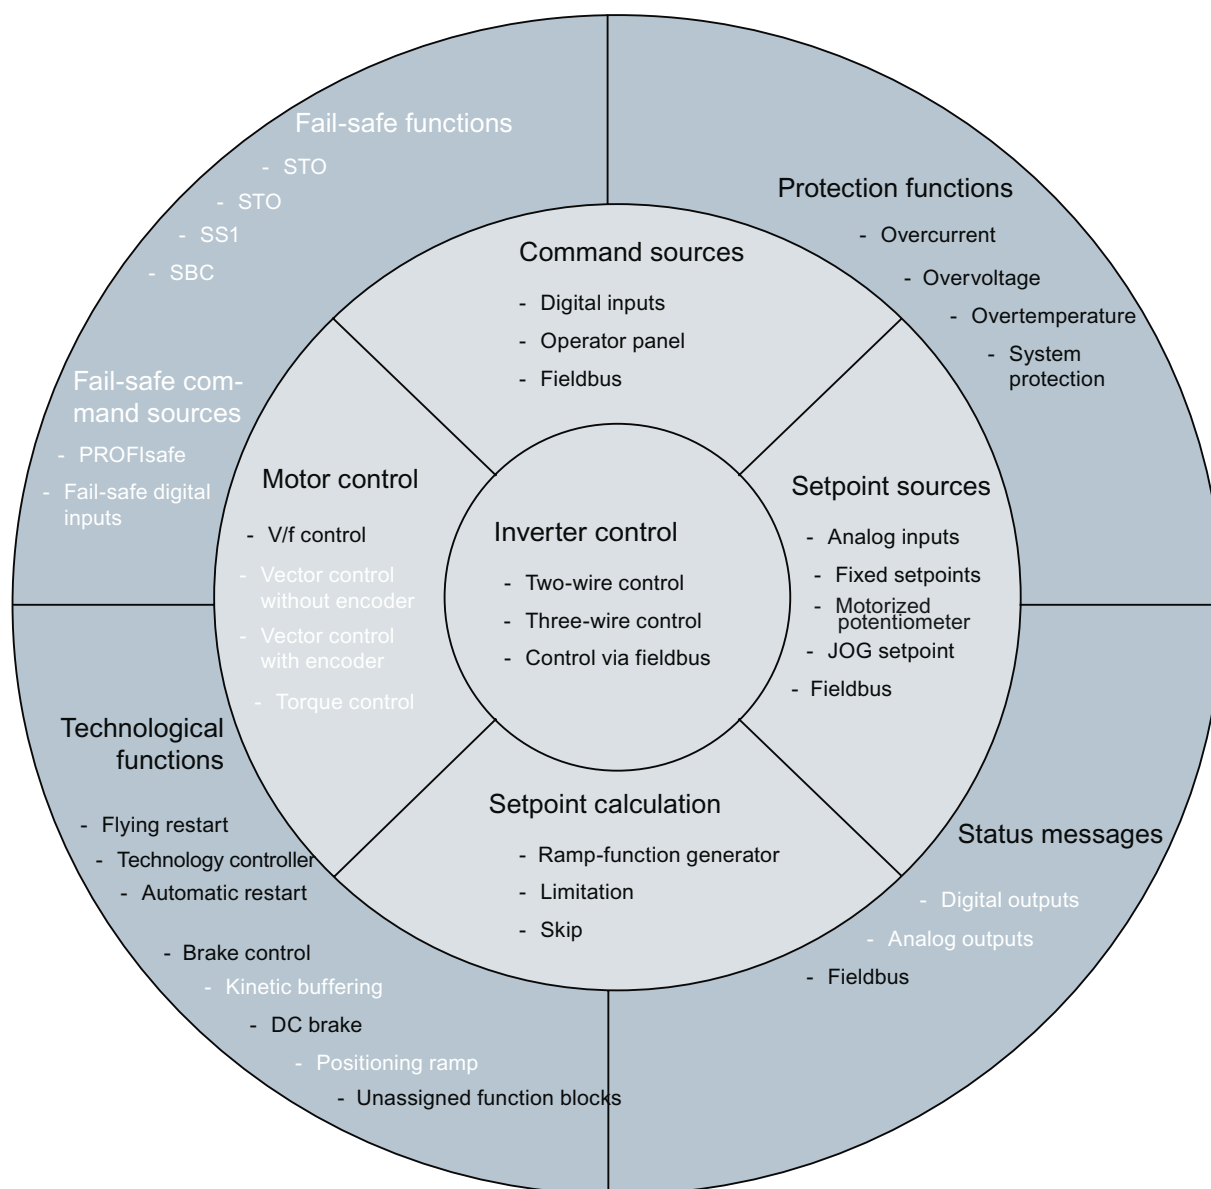 Fail-safe functions
- STO
- STO
- SS1
- SBC
Fail-safe com-
mand sources
- PROFIsafe
- Fail-safe digital
inputs
Protection functions
- Overcurrent
- Overvoltage
- Overtemperature
- System
protection
Command sources
- Digital inputs
- Operator panel
- Fieldbus
Motor control
- V/f control
- Vector control
without encoder
- Vector control
with encoder
- Torque control
Inverter control
- Two-wire control
- Three-wire control
- Control via fieldbus
Setpoint sources
- Analog inputs
- Fixed setpoints
- Motorized
potentiometer
- JOG setpoint
- Fieldbus
Setpoint calculation
- Ramp-function generator
- Limitation
- Skip
Technological
functions
- Flying restart
- Technology controller
- Automatic restart
- Brake control
- Kinetic buffering
- DC brake
- Positioning ramp
- Unassigned function blocks
Status messages
- Digital outputs
- Analog outputs
- Fieldbus